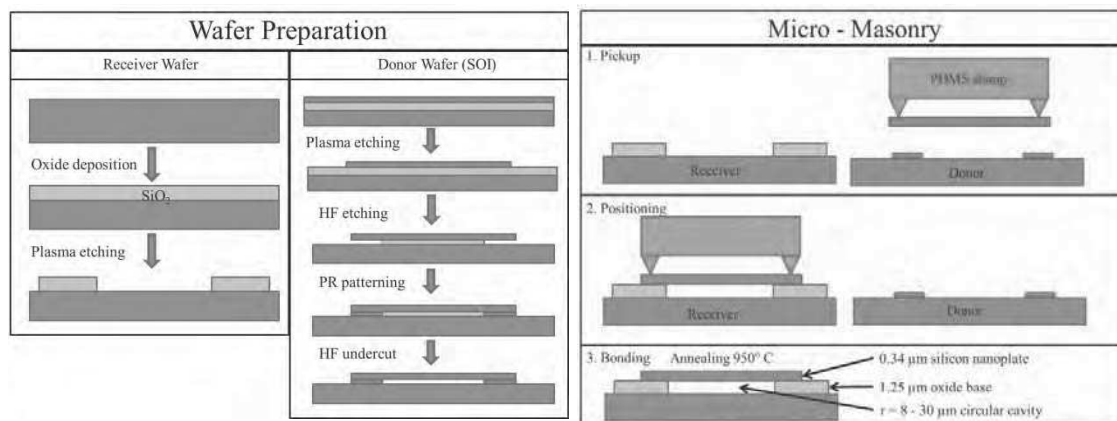 Wafer Preparation
Receiver Wafer
Oxide deposition
SiO₂
Plasma etching
Donor Wafer (SOI)
Plasma etching
HF etching
PR patterning
HF undercut
Micro - Masonry
1. Pickup
PDMS stamp
Receiver
Donor
2. Positioning
Receiver
Donor
3. Bonding Annealing 950° C
0.34 µm silicon nanoplate
1.25 µm oxide base
r = 8 - 30 µm circular cavity